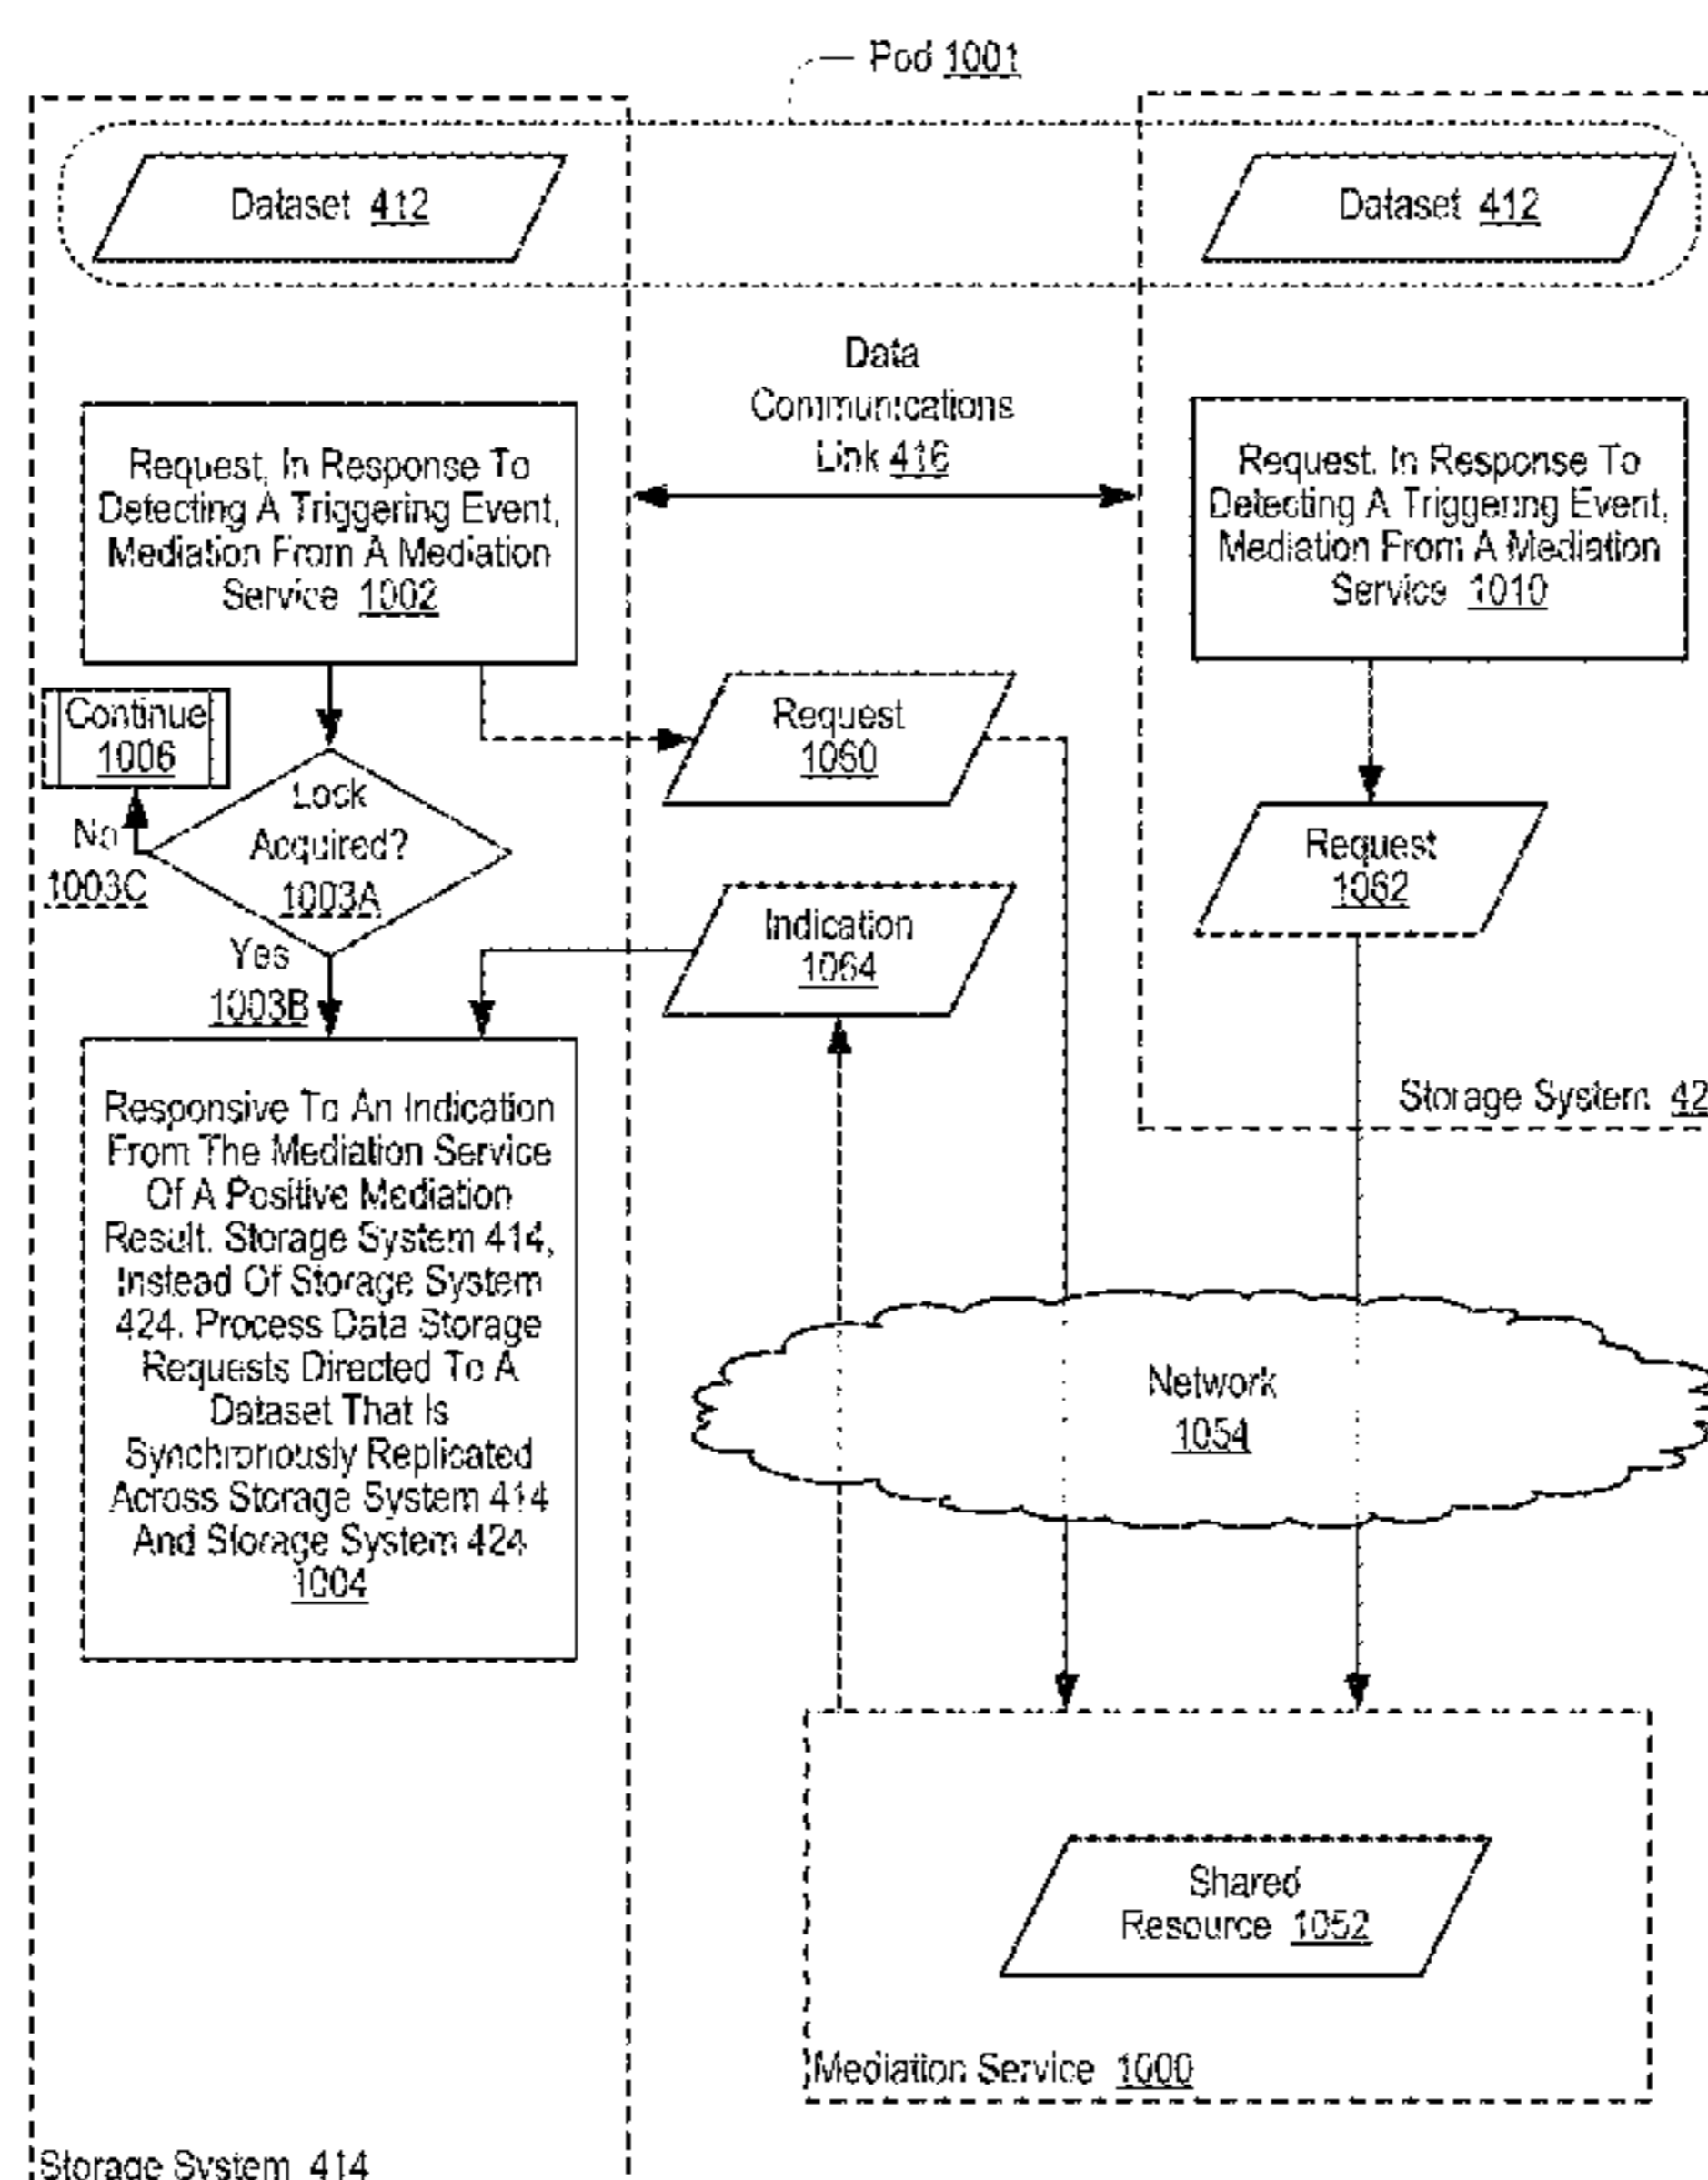 Pod 1001
Dataset 412
Dataset 412
Data
Communications
Link 416
Request, In Response To
Detecting A Triggering Event,
Mediation From A Mediation
Service 1002
Request, In Response To
Detecting A Triggering Event,
Mediation From A Mediation
Service 1010
Continue
1006
Request
1060
Lock
Acquired?
1003A
No
1003C
Request
1062
Indication
1064
Yes
1003B
Storage System 42
Responsive To An Indication
From The Mediation Service
Of A Positive Mediation
Result, Storage System 414,
Instead Of Storage System
424, Process Data Storage
Requests Directed To A
Dataset That Is
Synchronously Replicated
Across Storage System 414
And Storage System 424
1004
Network
1054
Shared
Resource 1052
Mediation Service 1000
Storage System 414